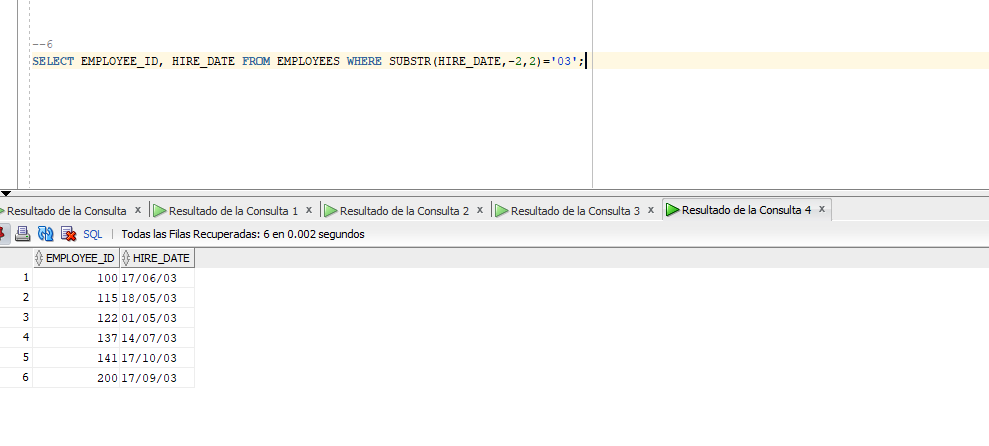 --6
SELECT EMPLOYEE_ID, HIRE_DATE FROM EMPLOYEES WHERE SUBSTR(HIRE_DATE,-2,2)='03';
Resultado de la Consulta x Resultado de la Consulta 1 x Resultado de la Consulta 2 x Resultado de la Consulta 3 x Resultado de la Consulta 4 x
SQL | Todas las Filas Recuperadas: 6 en 0.002 segundos
EMPLOYEE_ID HIRE_DATE
1 100 17/06/03
2 115 18/05/03
3 122 01/05/03
4 137 14/07/03
5 141 17/10/03
6 200 17/09/03